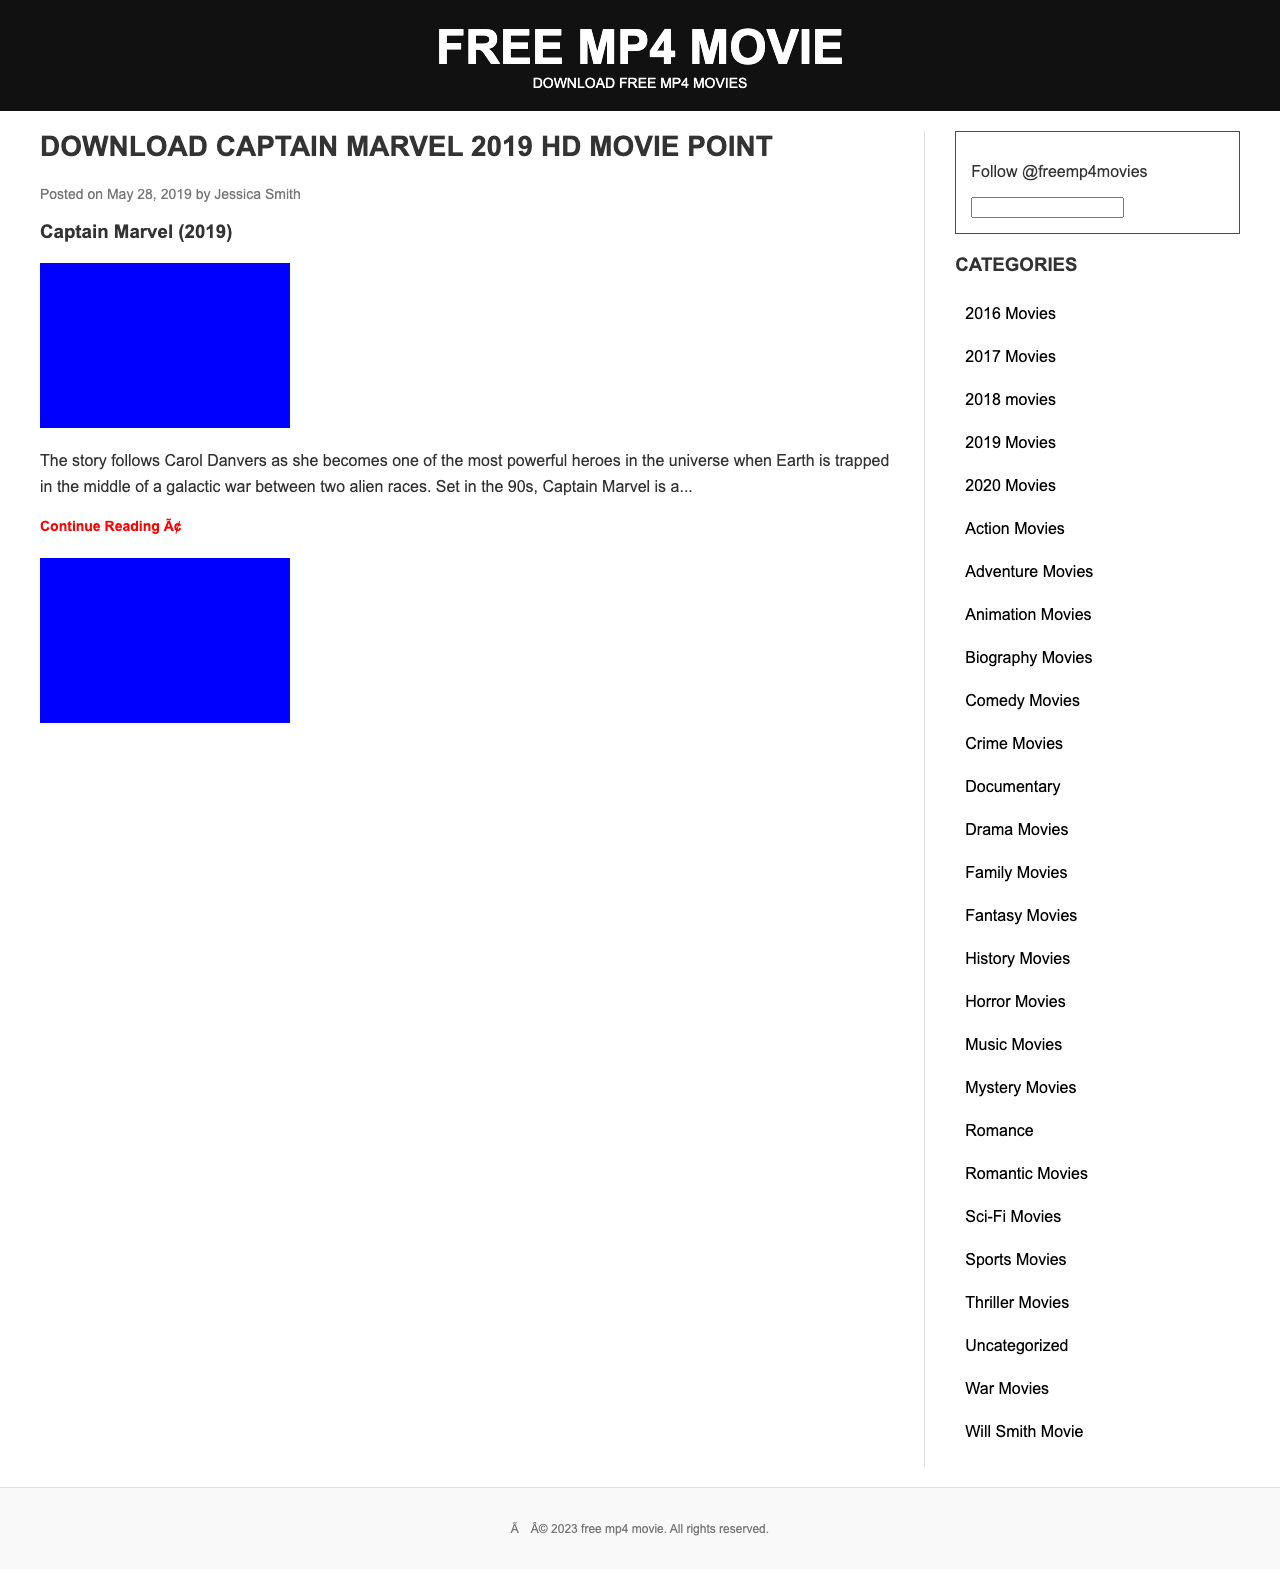 FREE MP4 MOVIE
DOWNLOAD FREE MP4 MOVIES
DOWNLOAD CAPTAIN MARVEL 2019 HD MOVIE POINT
Posted on May 28, 2019 by Jessica Smith
Captain Marvel (2019)
The story follows Carol Danvers as she becomes one of the most powerful heroes in the universe when Earth is trapped
in the middle of a galactic war between two alien races. Set in the 90s, Captain Marvel is a...
Continue Reading Ã¢
Follow @freemp4movies
CATEGORIES
2016 Movies
2017 Movies
2018 movies
2019 Movies
2020 Movies
Action Movies
Adventure Movies
Animation Movies
Biography Movies
Comedy Movies
Crime Movies
Documentary
Drama Movies
Family Movies
Fantasy Movies
History Movies
Horror Movies
Music Movies
Mystery Movies
Romance
Romantic Movies
Sci-Fi Movies
Sports Movies
Thriller Movies
Uncategorized
War Movies
Will Smith Movie
Ã Â© 2023 free mp4 movie. All rights reserved.